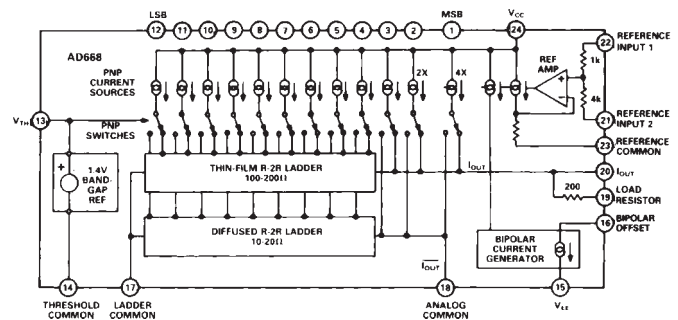 LSB
MSB
VCC
12 11 10 9 8 7 6 5 4 3 2 1 24
AD668
22 REFERENCE
INPUT 1
REF
AMP
1k
PNP
CURRENT
SOURCES
2X
4X
+
−
4k
VTH 13
PNP
SWITCHES
21 REFERENCE
INPUT 2
23 REFERENCE
COMMON
+
1.4V
BAND-
GAP
REF
THIN-FILM R-2R LADDER
100-200Ω
IOUT
20 IOUT
200
19 LOAD
RESISTOR
16 BIPOLAR
OFFSET
DIFFUSED R-2R LADDER
10-20Ω
BIPOLAR
CURRENT
GENERATOR
IOUT
14
THRESHOLD
COMMON
17
LADDER
COMMON
18
ANALOG
COMMON
15
VEE